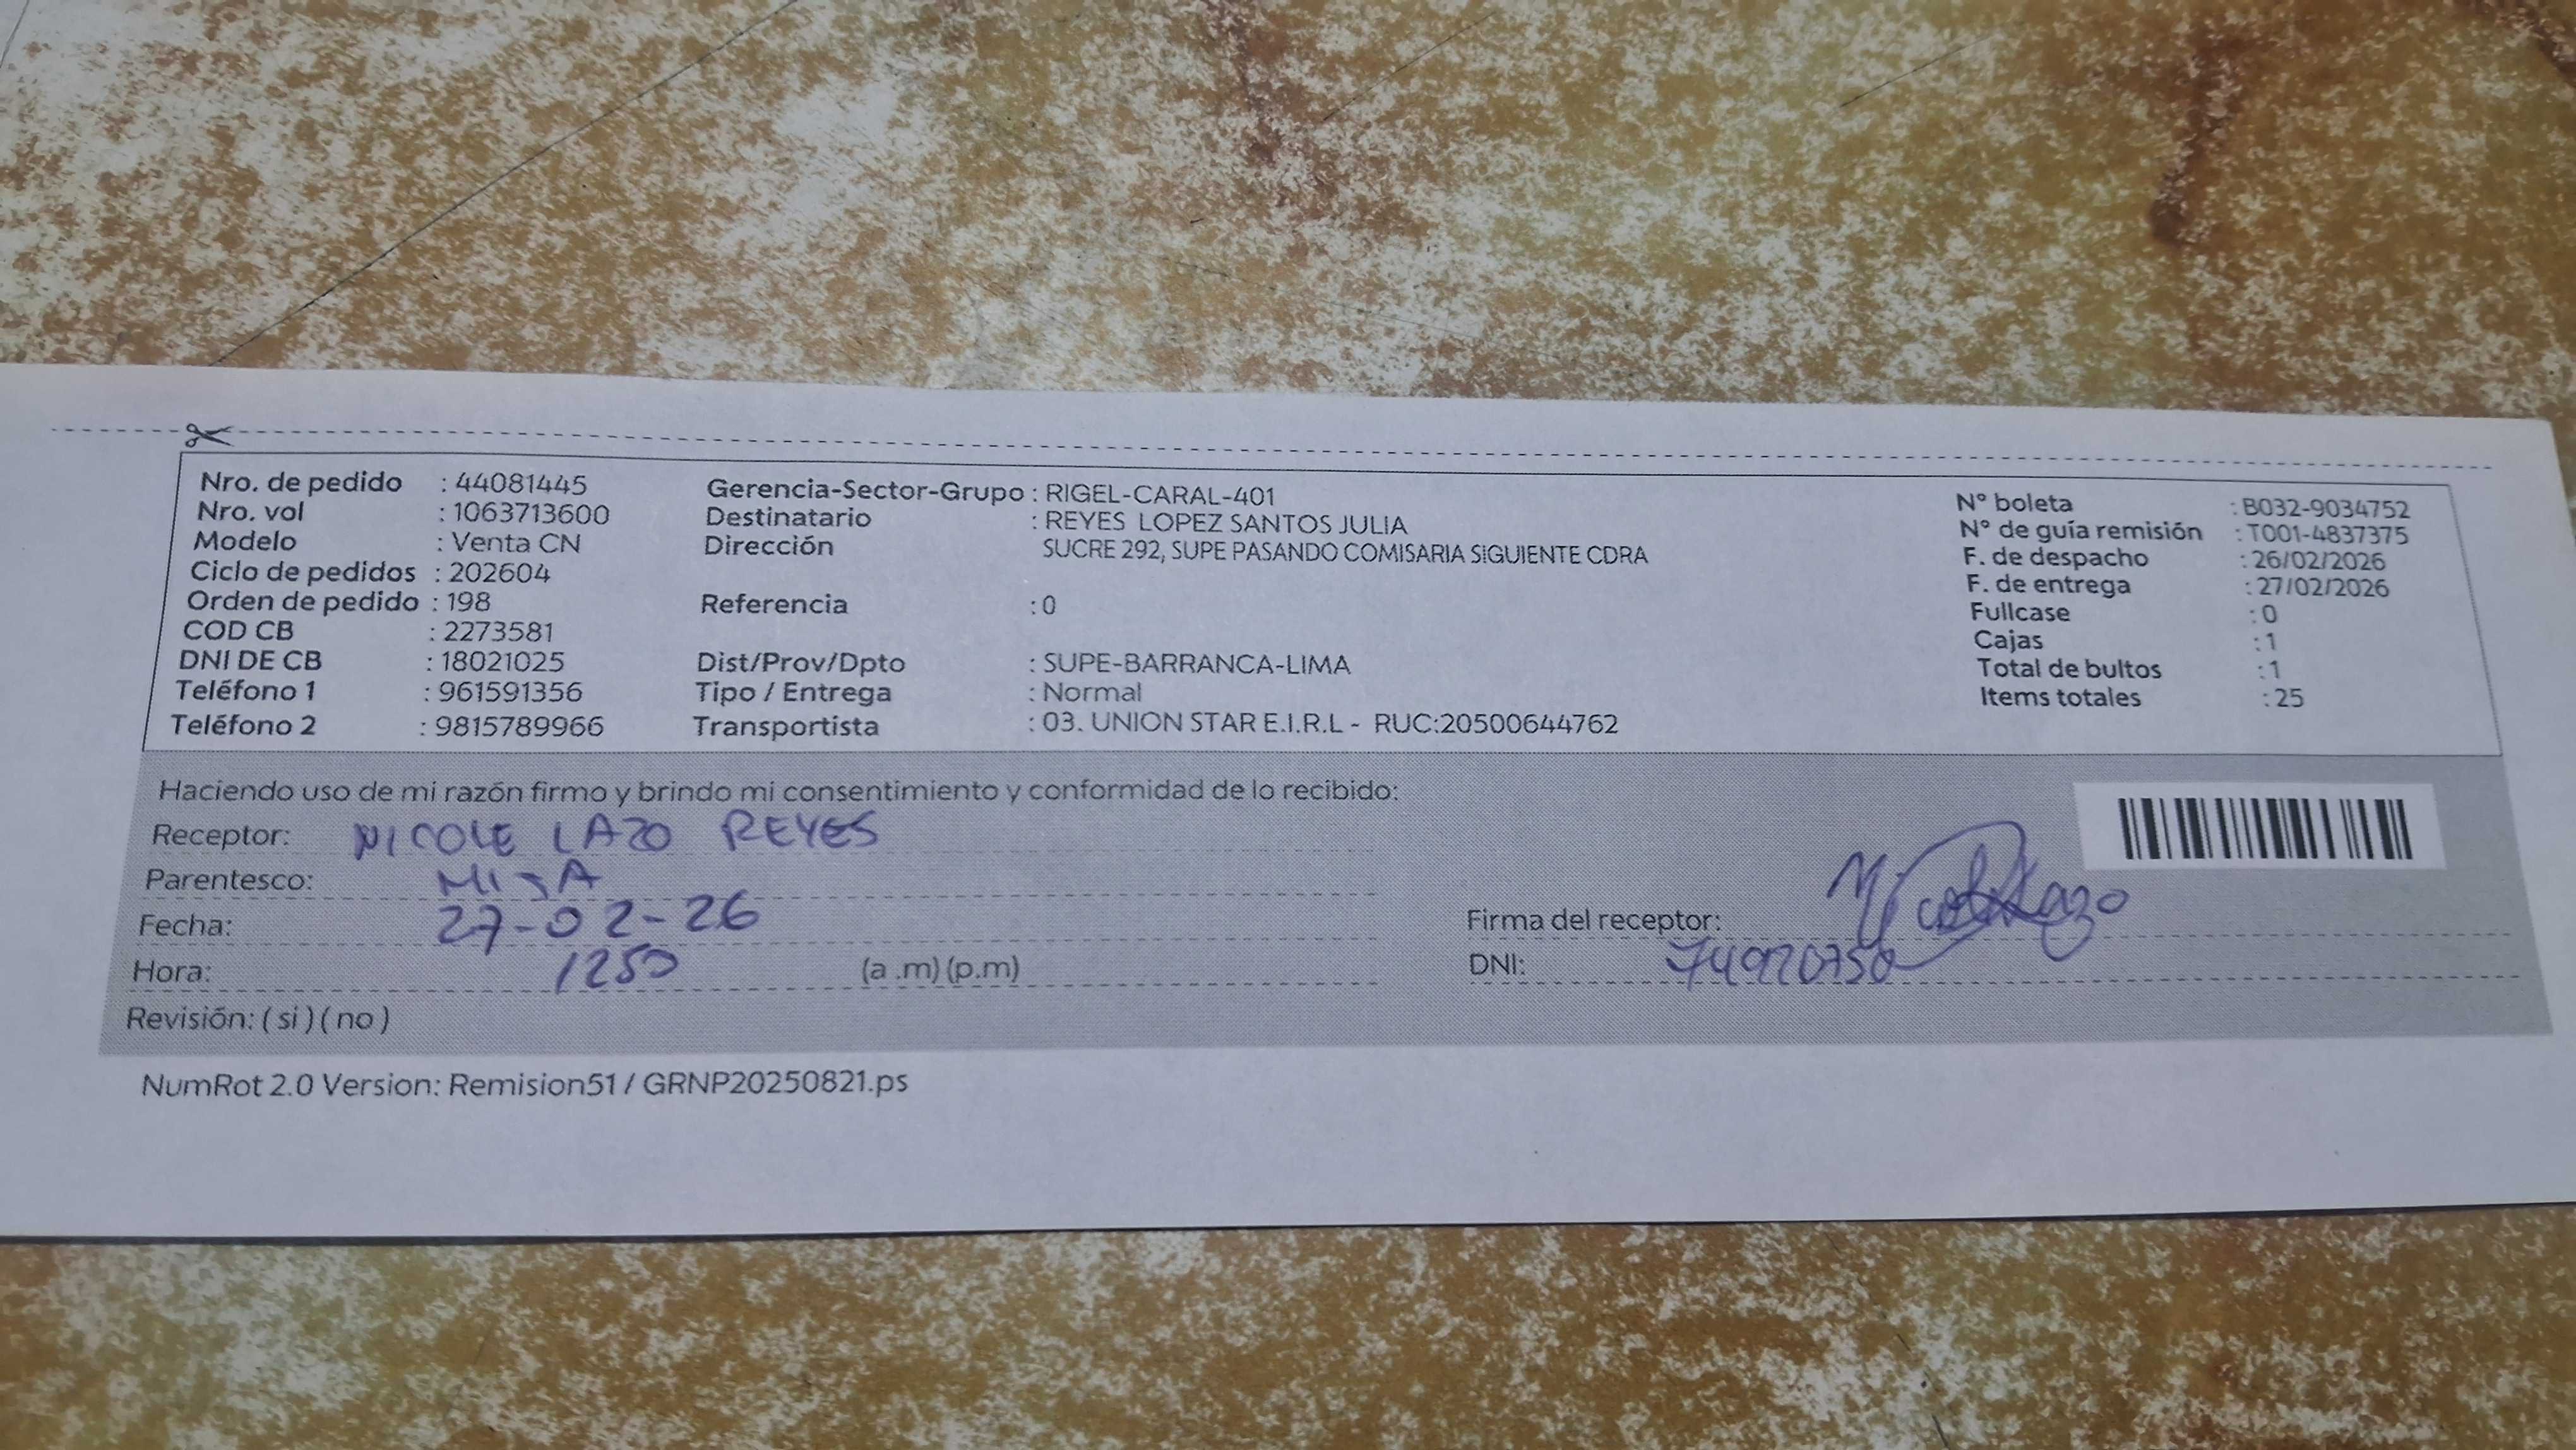 Nro. de pedido : 44081445
Nro. vol : 1063713600
Modelo : Venta CN
Ciclo de pedidos : 202604
Orden de pedido : 198
COD CB : 2273581
DNI DE CB : 18021025
Teléfono 1 : 961591356
Teléfono 2 : 9815789966
Gerencia-Sector-Grupo : RIGEL-CARAL-401
Destinatario : REYES LOPEZ SANTOS JULIA
Dirección SUCRE 292, SUPE PASANDO COMISARIA SIGUIENTE CDRA
Referencia : 0
Dist/Prov/Dpto : SUPE-BARRANCA-LIMA
Tipo / Entrega : Normal
Transportista : 03. UNION STAR E.I.R.L - RUC:20500644762
N° boleta : B032-9034752
N° de guía remisión : T001-4837375
F. de despacho : 26/02/2026
F. de entrega : 27/02/2026
Fullcase : 0
Cajas : 1
Total de bultos : 1
Items totales : 25
Haciendo uso de mi razón firmo y brindo mi consentimiento y conformidad de lo recibido:
Receptor: NICOLE LAZO REYES
Parentesco: HIJA
Fecha: 27-02-26
Hora: 1250 (a .m) (p.m)
Revisión: ( si ) ( no )
Firma del receptor:
DNI:
NumRot 2.0 Version: Remision51 / GRNP20250821.ps